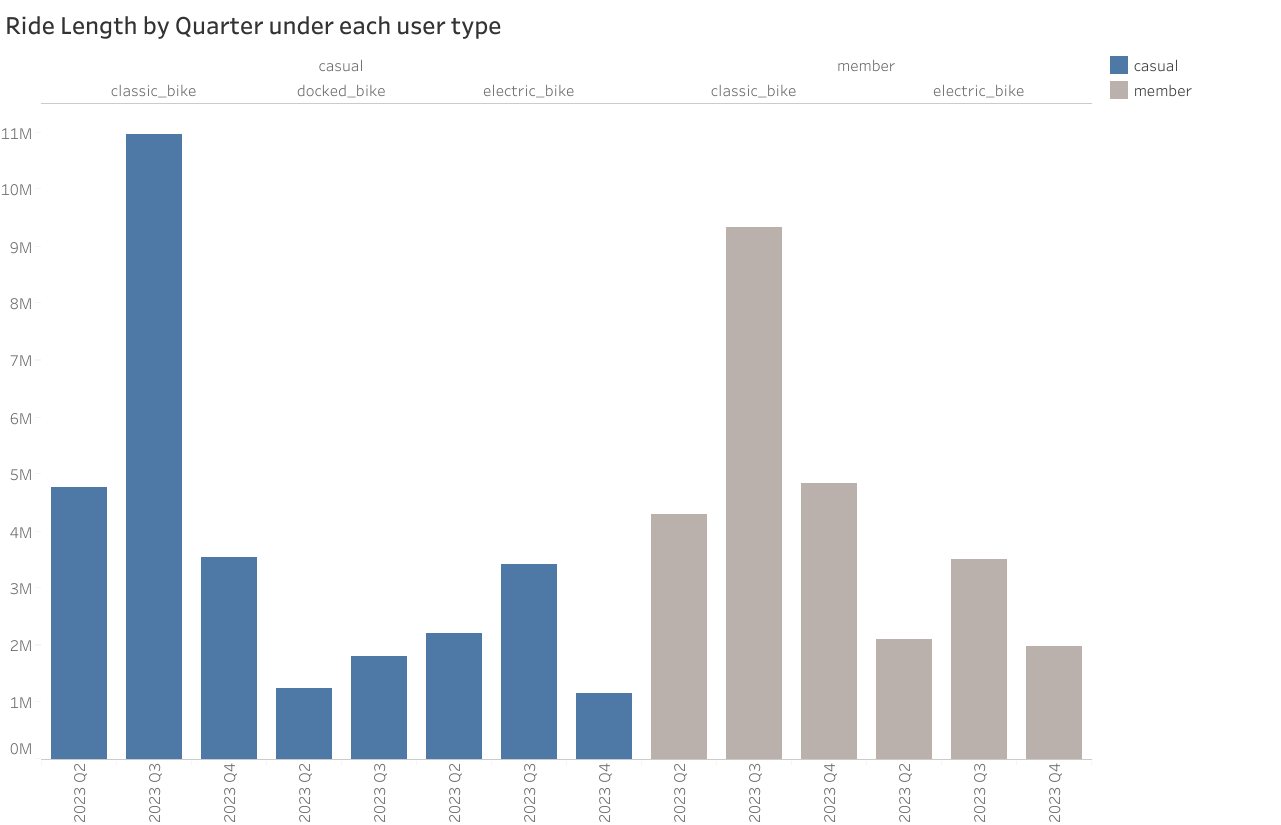 Ride Length by Quarter under each user type
casual member
classic_bike docked_bike electric_bike classic_bike electric_bike
casual
member
11M
10M
9M
8M
7M
6M
5M
4M
3M
2M
1M
0M
2023 Q2 2023 Q3 2023 Q4 2023 Q2 2023 Q3 2023 Q2 2023 Q3 2023 Q4 2023 Q2 2023 Q3 2023 Q4 2023 Q2 2023 Q3 2023 Q4